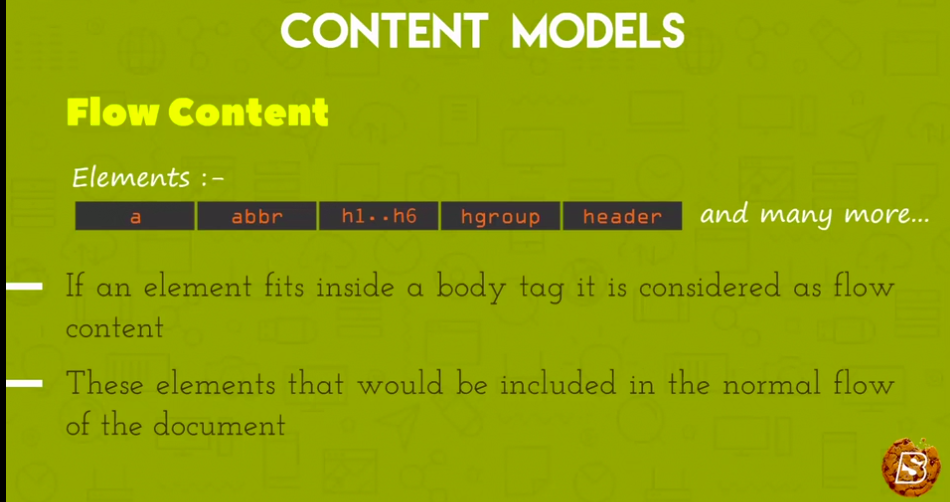 CONTENT MODELS
Flow Content
Elements :-
a abbr h1..h6 hgroup header and many more...
If an element fits inside a body tag it is considered as flow
content
These elements that would be included in the normal flow
of the document
B